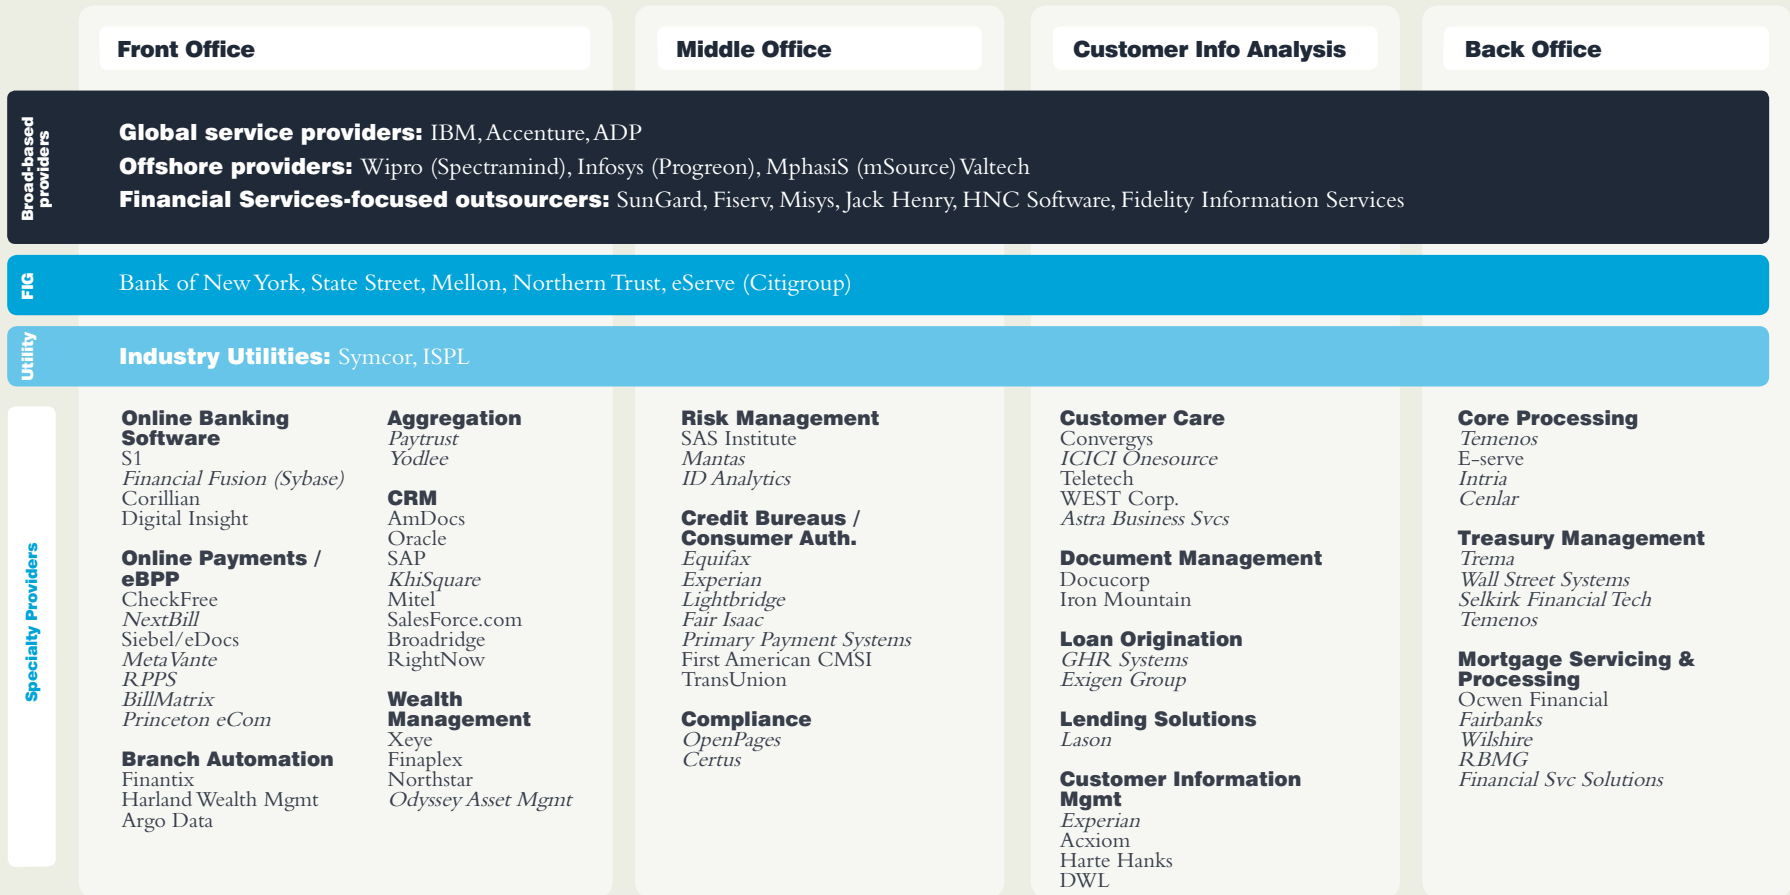 Front Office
Middle Office
Customer Info Analysis
Back Office
Broad-based
providers
Global service providers: IBM, Accenture, ADP
Offshore providers: Wipro (Spectramind), Infosys (Progreon), MphasiS (mSource) Valtech
Financial Services-focused outsourcers: SunGard, Fiserv, Misys, Jack Henry, HNC Software, Fidelity Information Services
FIG
Bank of New York, State Street, Mellon, Northern Trust, eServe (Citigroup)
Utility
Industry Utilities: Symcor, ISPL
Specialty Providers
Online Banking
Software
S1
Financial Fusion (Sybase)
Corillian
Digital Insight
Online Payments /
eBPP
CheckFree
NextBill
Siebel/eDocs
MetaVante
RPPS
BillMatrix
Princeton eCom
Branch Automation
Finantix
Harland Wealth Mgmt
Argo Data
Aggregation
Paytrust
Yodlee
CRM
AmDocs
Oracle
SAP
KhiSquare
Mitel
SalesForce.com
Broadridge
RightNow
Wealth
Management
Xeye
Finaplex
Northstar
Odyssey Asset Mgmt
Risk Management
SAS Institute
Mantas
ID Analytics
Credit Bureaus /
Consumer Auth.
Equifax
Experian
Lightbridge
Fair Isaac
Primary Payment Systems
First American CMSI
TransUnion
Compliance
OpenPages
Certus
Customer Care
Convergys
ICICI Onesource
Teletech
WEST Corp.
Astra Business Svcs
Document Management
Docucorp
Iron Mountain
Loan Origination
GHR Systems
Exigen Group
Lending Solutions
Lason
Customer Information
Mgmt
Experian
Acxiom
Harte Hanks
DWL
Core Processing
Temenos
E-serve
Intria
Cenlar
Treasury Management
Trema
Wall Street Systems
Selkirk Financial Tech
Temenos
Mortgage Servicing &
Processing
Ocwen Financial
Fairbanks
Wilshire
RBMG
Financial Svc Solutions